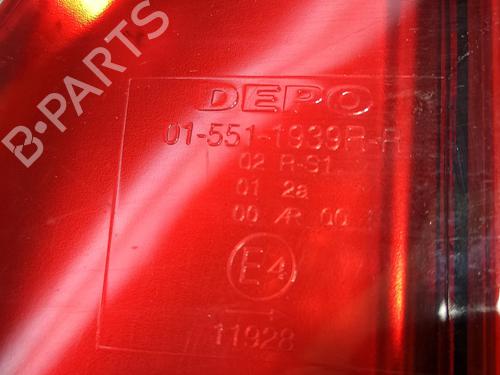 B-PARTS
DEPO
01-551-1939R-R
02 R-S1
01 2a
00 AR 00
E4
11928